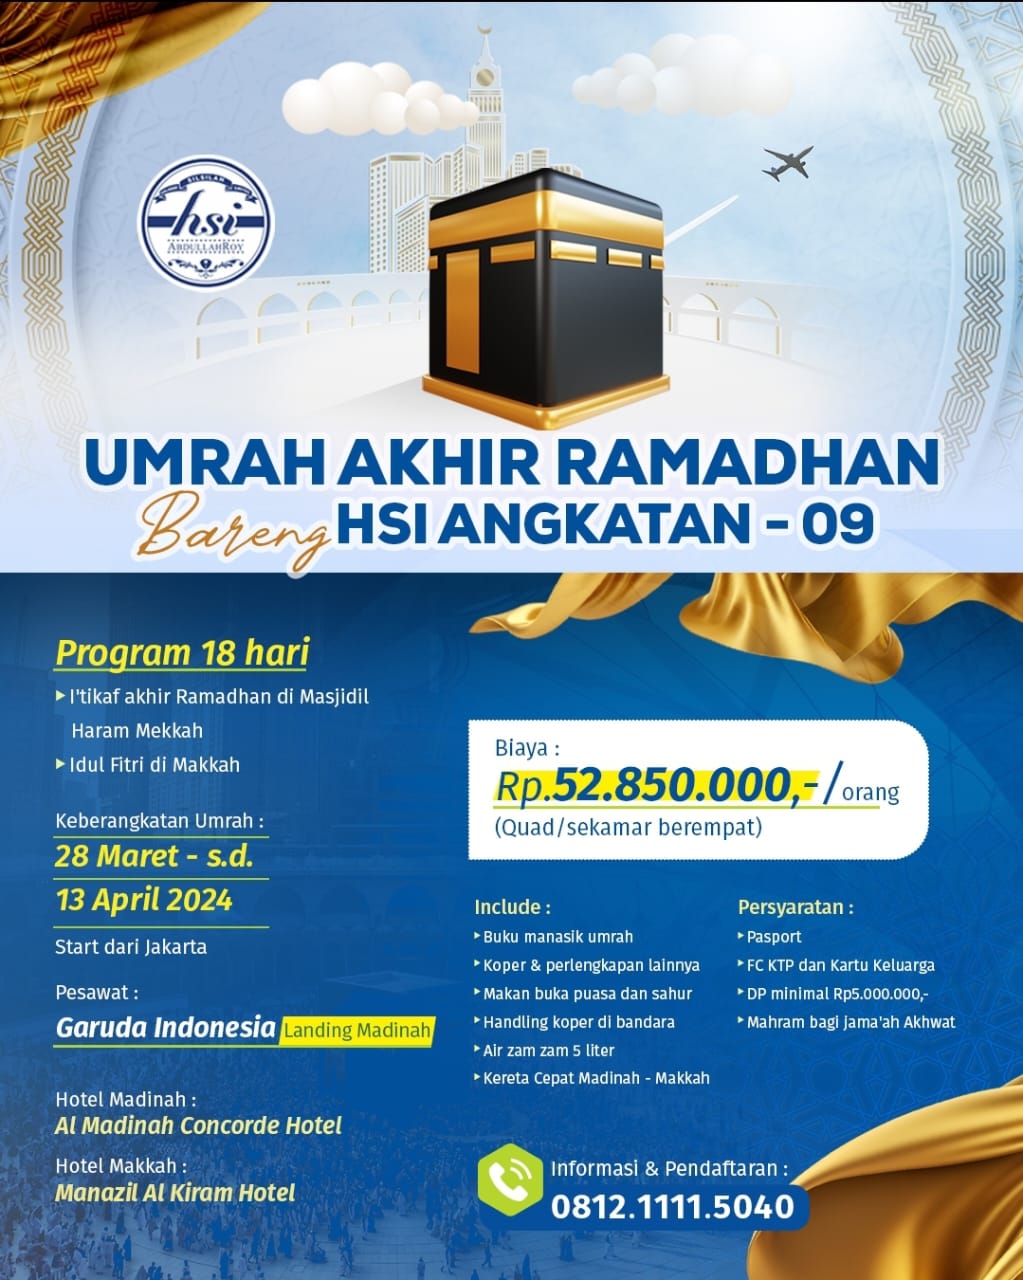 SILSILAH
hsi
ABDULLAHROY
UMRAH AKHIR RAMADHAN
Bareng HSI ANGKATAN - 09
Program 18 hari
I'tikaf akhir Ramadhan di Masjidil
Haram Mekkah
Idul Fitri di Makkah
Keberangkatan Umrah :
28 Maret - s.d.
13 April 2024
Start dari Jakarta
Pesawat :
Garuda Indonesia Landing Madinah
Hotel Madinah :
Al Madinah Concorde Hotel
Hotel Makkah :
Manazil Al Kiram Hotel
Biaya :
Rp.52.850.000,-/orang
(Quad/sekamar berempat)
Include :
Buku manasik umrah
Koper & perlengkapan lainnya
Makan buka puasa dan sahur
Handling koper di bandara
Air zam zam 5 liter
Kereta Cepat Madinah - Makkah
Persyaratan :
Pasport
FC KTP dan Kartu Keluarga
DP minimal Rp5.000.000,-
Mahram bagi jama'ah Akhwat
Informasi & Pendaftaran :
0812.1111.5040